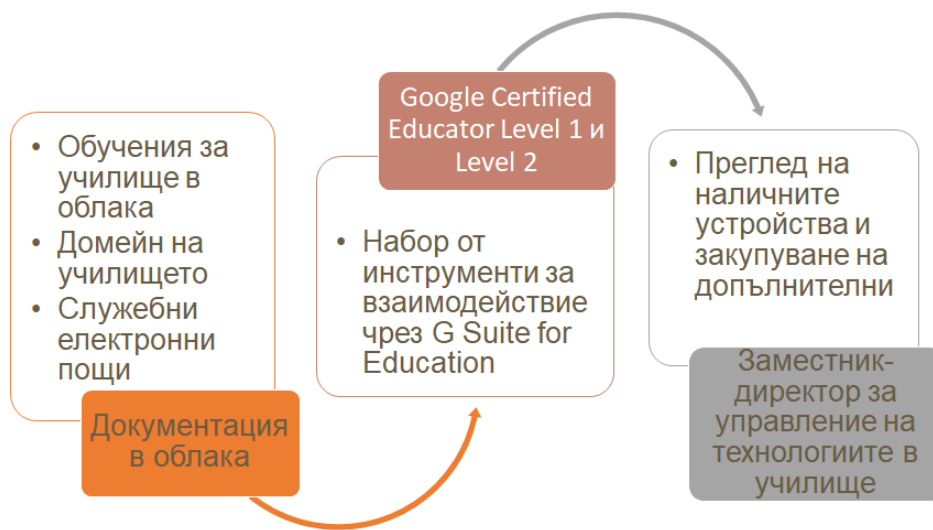 • Обучения за
училище в
облака
• Домейн на
училището
• Служебни
електронни
пощи
Документация
в облака
Google Certified
Educator Level 1 и
Level 2
• Набор от
инструменти за
взаимодействие
чрез G Suite for
Education
• Преглед на
наличните
устройства и
закупуване на
допълнителни
Заместник-
директор за
управление на
технологиите в
училище